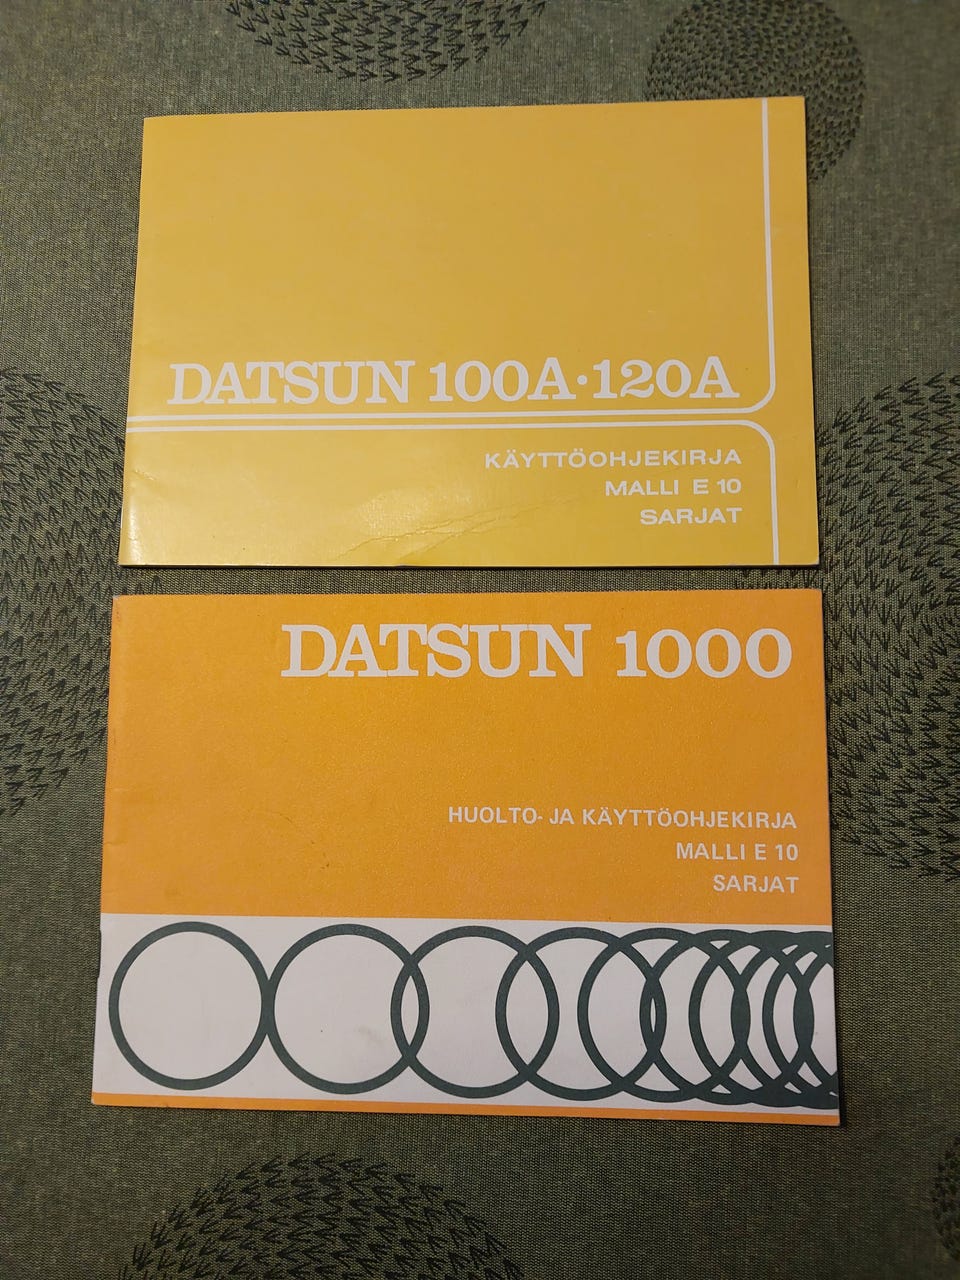 DATSUN 100A·120A
KÄYTTÖOHJEKIRJA
MALLI E 10
SARJAT
DATSUN 1000
HUOLTO- JA KÄYTTÖOHJEKIRJA
MALLI E 10
SARJAT